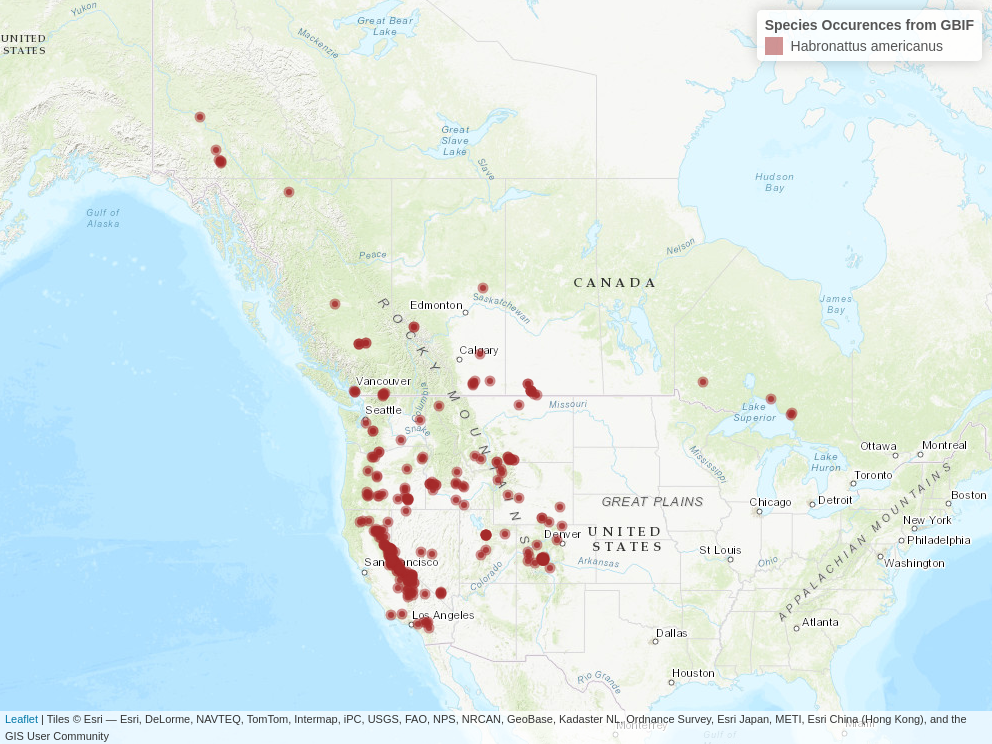 Species Occurences from GBIF
Habronattus americanus
Yukon
Great Bear
Lake
Mackenzie
UNITED
STATES
Great
Slave
Lake
Slave
Hudson
Bay
Gulf of
Alaska
Peace
Nelson
CANADA
James
Bay
Edmonton
Saskatchewan
Calgary
ROCKY MOUNTAINS
Vancouver
Columbia
Seattle
Snake
Missouri
Lake
Superior
Mississippi
Lake
Huron
Ottawa
Montreal
Toronto
Boston
GREAT PLAINS
Chicago
Detroit
New York
Denver
UNITED
STATES
Philadelphia
St Louis
San Francisco
Colorado
Arkansas
Ohio
Washington
APPALACHIAN MOUNTAINS
Los Angeles
Atlanta
Dallas
Houston
Rio Grande
Monterrey
Gulf of
Miami
Leaflet | Tiles © Esri — Esri, DeLorme, NAVTEQ, TomTom, Intermap, iPC, USGS, FAO, NPS, NRCAN, GeoBase, Kadaster NL, Ordnance Survey, Esri Japan, METI, Esri China (Hong Kong), and the
GIS User Community